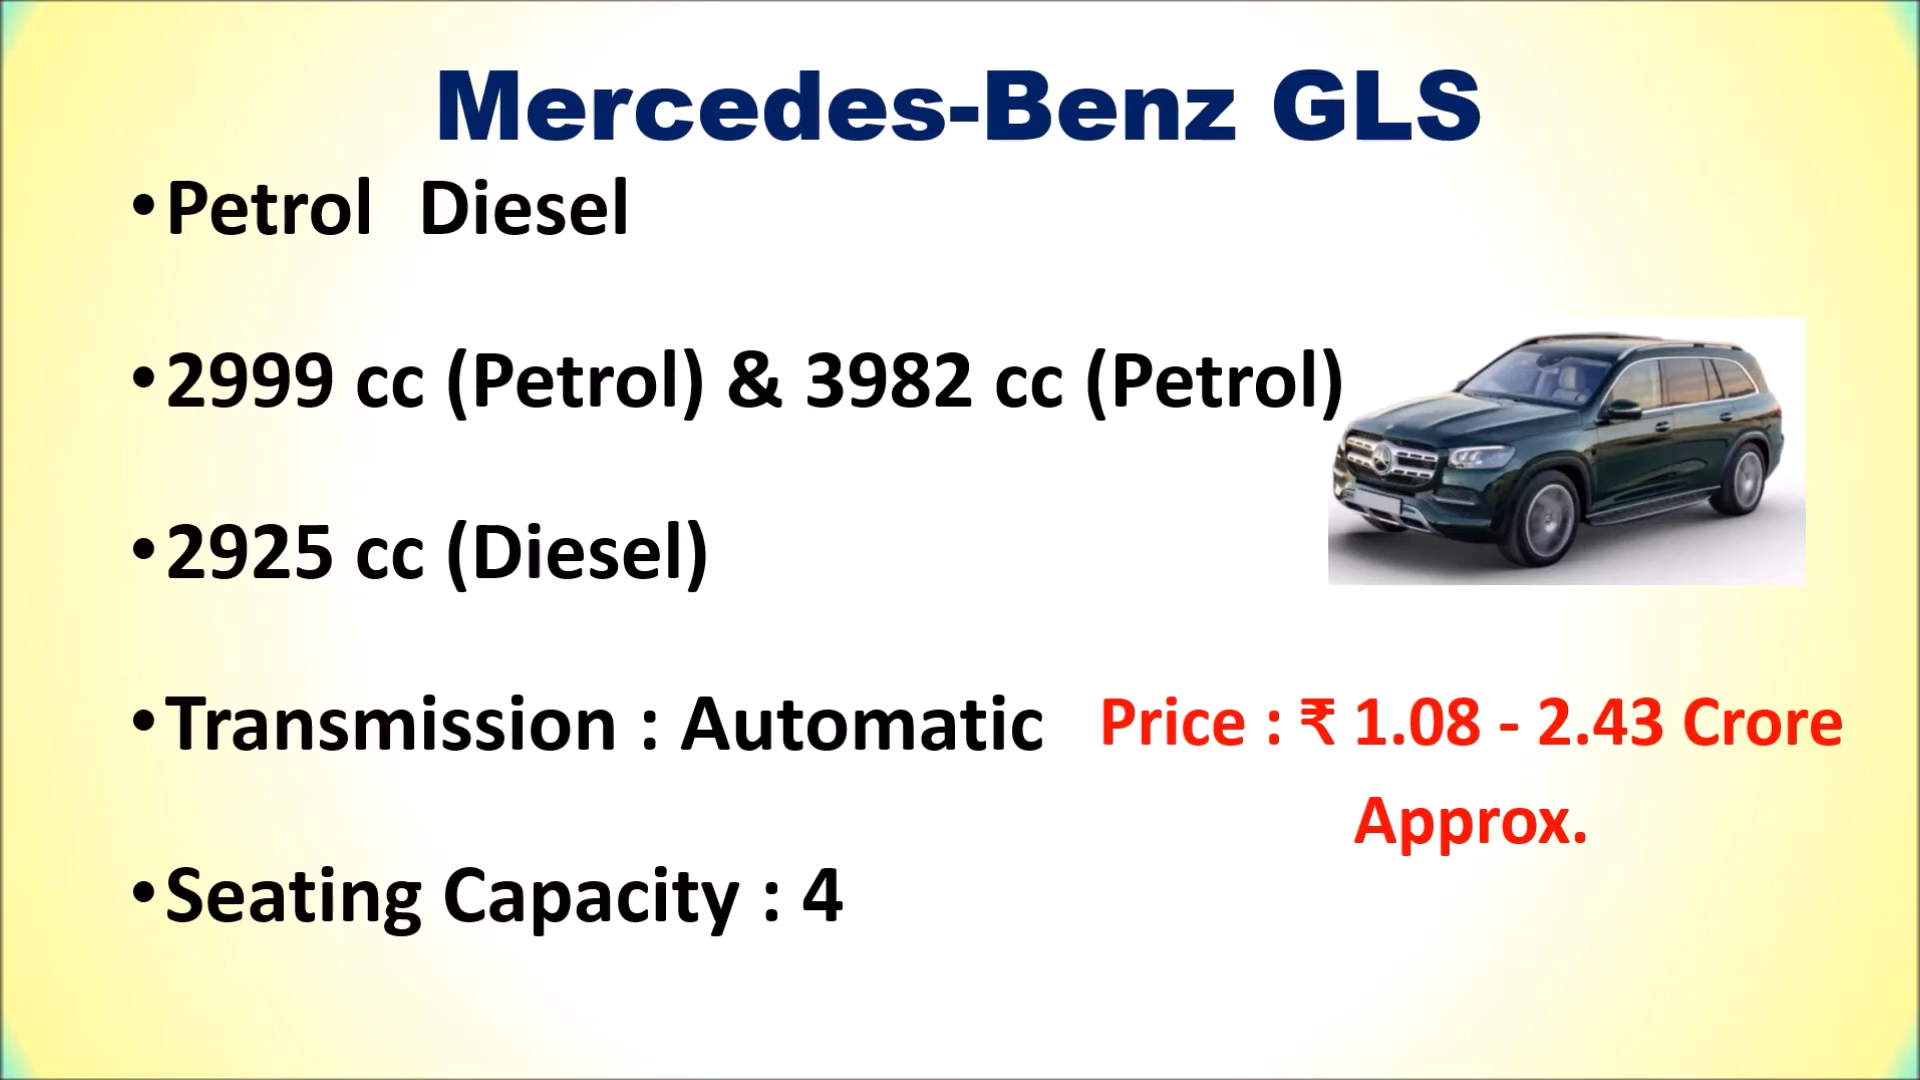 Mercedes-Benz GLS
•Petrol Diesel
•2999 cc (Petrol) & 3982 cc (Petrol)
•2925 cc (Diesel)
•Transmission : Automatic
Price : ₹ 1.08 - 2.43 Crore
Approx.
•Seating Capacity : 4